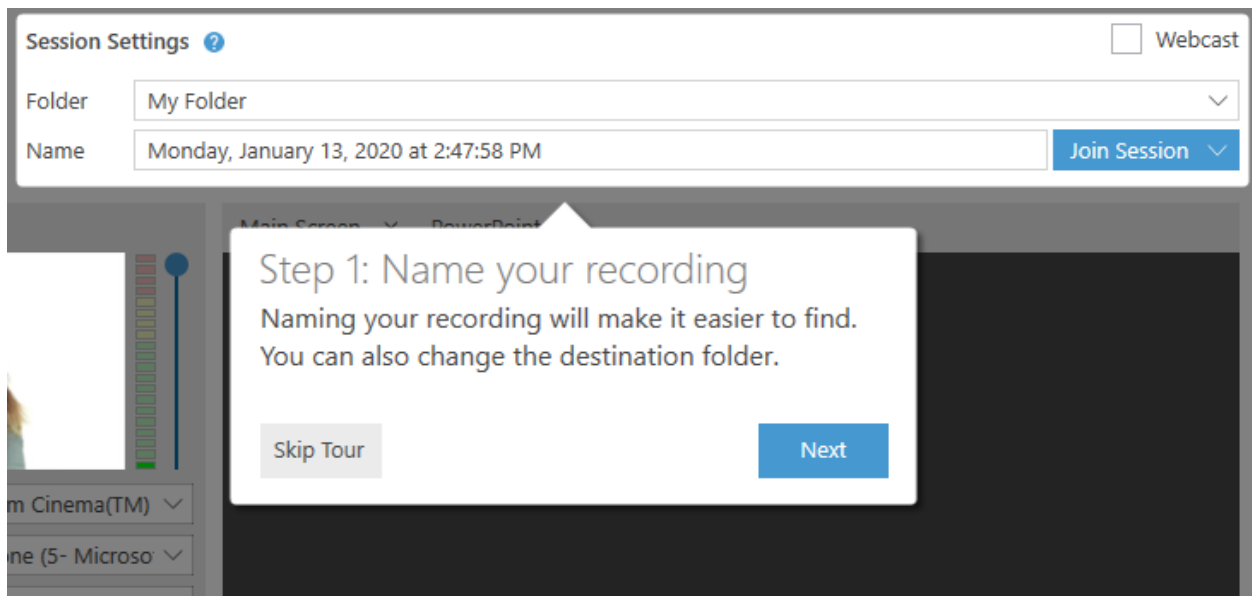 Session Settings ?
Webcast
Folder
My Folder
Name
Monday, January 13, 2020 at 2:47:58 PM
Join Session
Main Screen
PowerPoint
Step 1: Name your recording
Naming your recording will make it easier to find.
You can also change the destination folder.
Skip Tour
Next
m Cinema(TM)
one (5- Microso